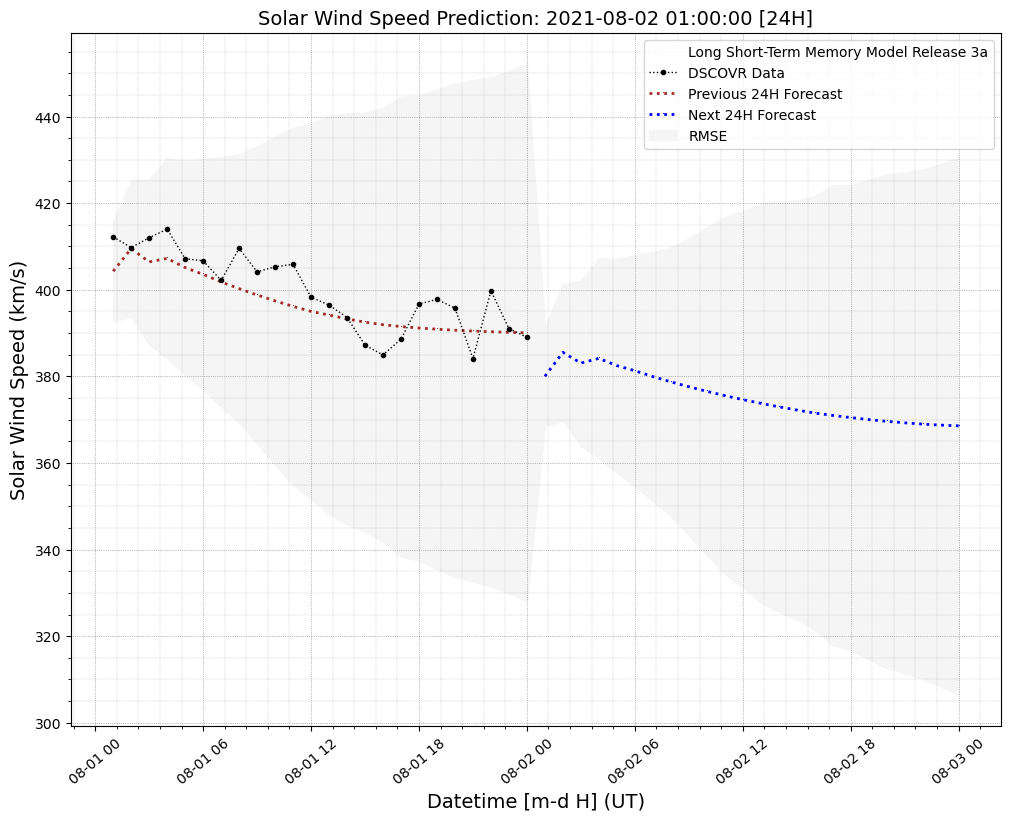 Solar Wind Speed Prediction: 2021-08-02 01:00:00 [24H]
Long Short-Term Memory Model Release 3a
DSCOVR Data
Previous 24H Forecast
Next 24H Forecast
RMSE
Solar Wind Speed (km/s)
440
420
400
380
360
340
320
300
08-01 00
08-01 06
08-01 12
08-01 18
08-02 00
08-02 06
08-02 12
08-02 18
08-03 00
Datetime [m-d H] (UT)